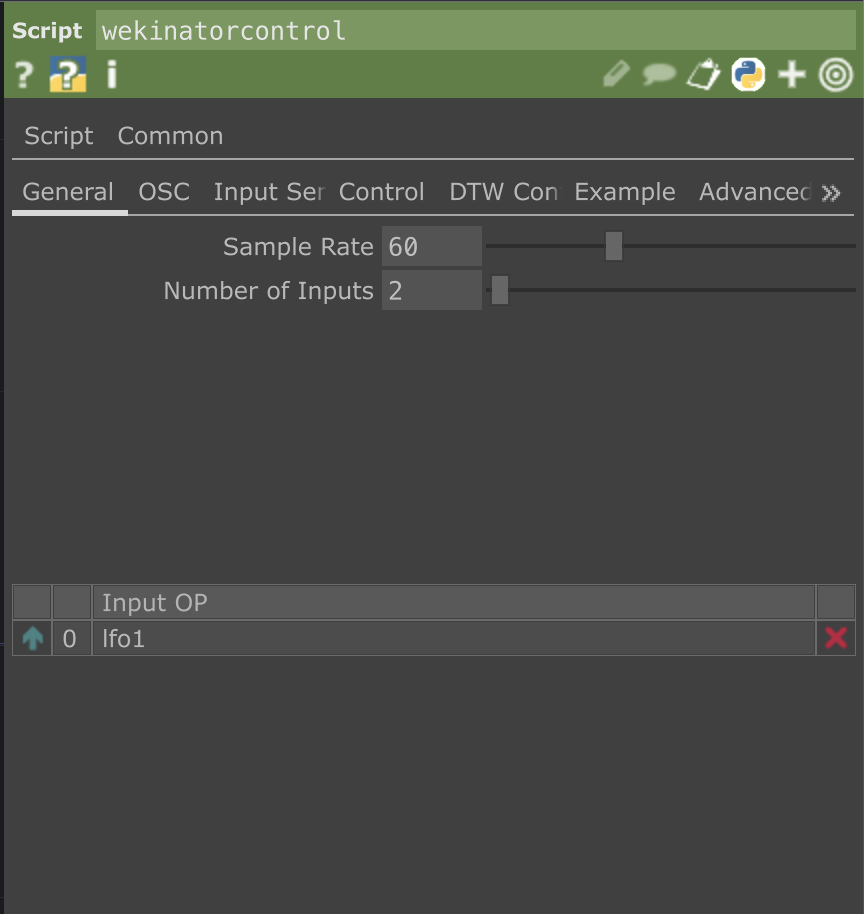 Script wekinatorcontrol
? ? i
Script Common
General OSC Input Ser Control DTW Con Example Advanced
Sample Rate 60
Number of Inputs 2
Input OP
0 lfo1